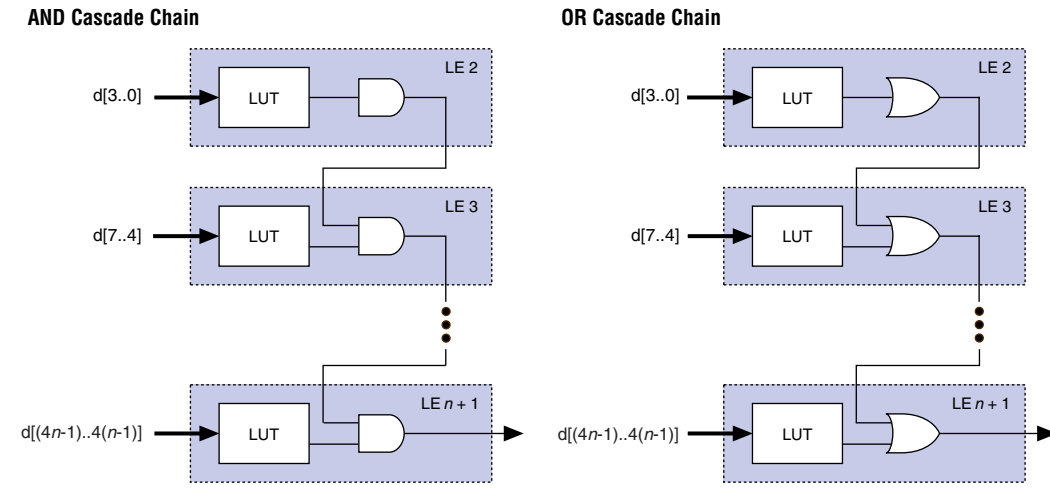 AND Cascade Chain
OR Cascade Chain
LE 2
d[3..0]
LUT
LE 3
d[7..4]
LUT
LE n + 1
d[(4n-1)..4(n-1)]
LUT
LE 2
d[3..0]
LUT
LE 3
d[7..4]
LUT
LE n + 1
d[(4n-1)..4(n-1)]
LUT